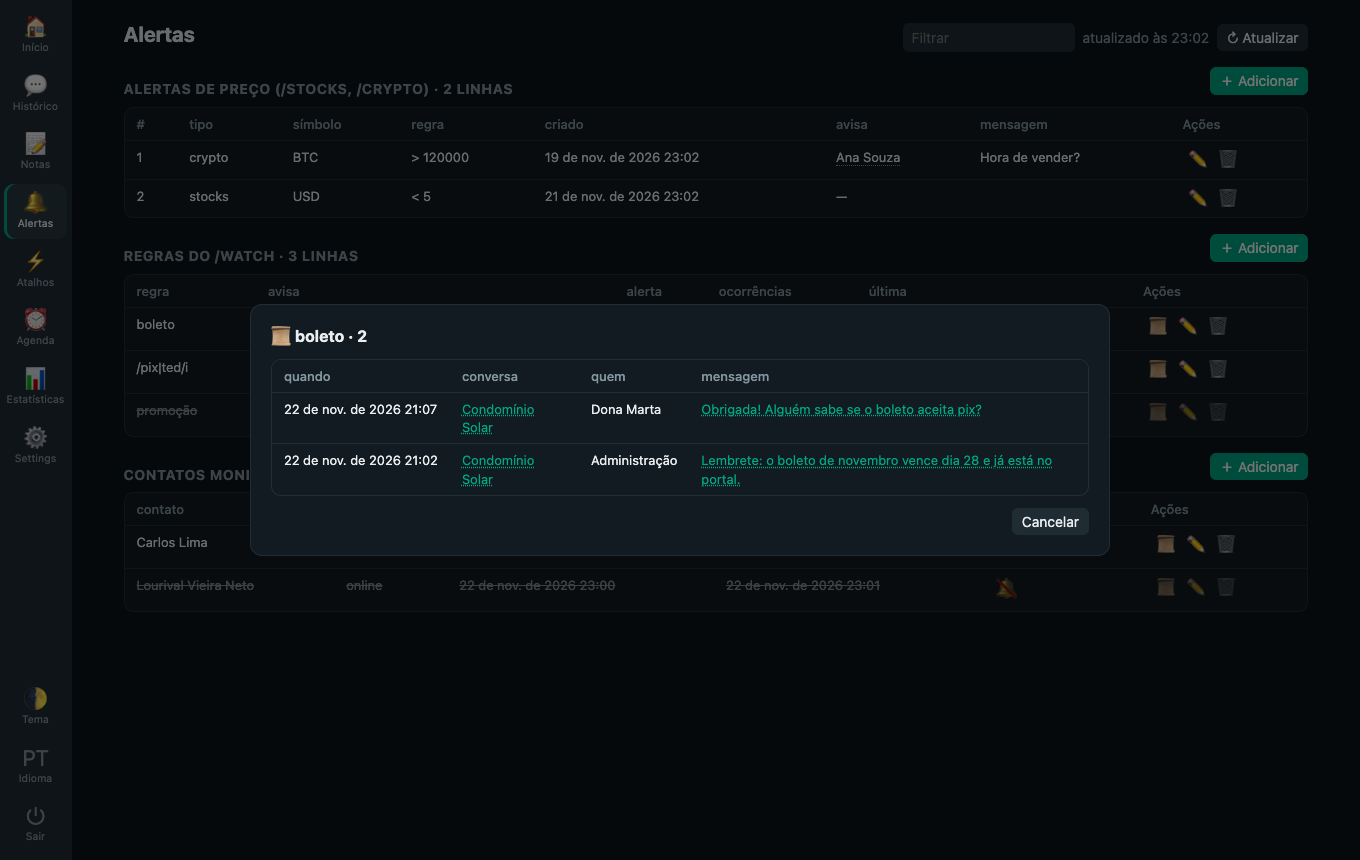 Início
Histórico
Notas
Alertas
Atalhos
Agenda
Estatísticas
Settings
Tema
PT
Idioma
Sair
Alertas
Filtrar
atualizado às 23:02
↻ Atualizar
ALERTAS DE PREÇO (/STOCKS, /CRYPTO) · 2 LINHAS
+ Adicionar
# tipo símbolo regra criado avisa mensagem Ações
1 crypto BTC > 120000 19 de nov. de 2026 23:02 Ana Souza Hora de vender?
2 stocks USD < 5 21 de nov. de 2026 23:02 —
REGRAS DO /WATCH · 3 LINHAS
+ Adicionar
regra avisa alerta ocorrências última Ações
boleto
/pix|ted/i
promoção
boleto · 2
quando conversa quem mensagem
22 de nov. de 2026 21:07 Condomínio Dona Marta Obrigada! Alguém sabe se o boleto aceita pix?
Solar
22 de nov. de 2026 21:02 Condomínio Administração Lembrete: o boleto de novembro vence dia 28 e já está no
Solar portal.
Cancelar
CONTATOS
+ Adicionar
contato Ações
Carlos Lima
Lourival Vieira Neto online 22 de nov. de 2026 23:00 22 de nov. de 2026 23:01